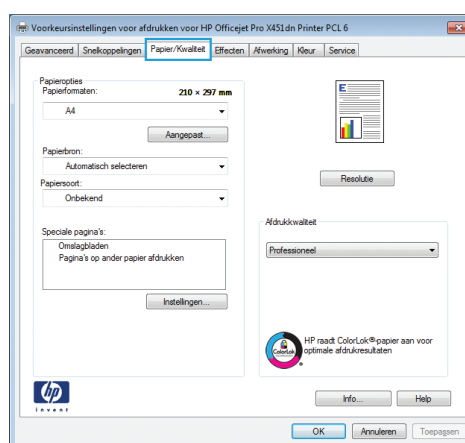 Voorkeursinstellingen voor afdrukken voor HP Officejet Pro X451dn Printer PCL 6
Geavanceerd Snelkoppelingen Papier/Kwaliteit Effecten Afwerking Kleur Service
Papieropties
Papierformaten: 210 × 297 mm
A4
Aangepast...
Papierbron:
Automatisch selecteren
Papiersoort:
Onbekend
Speciale pagina's:
Omslagbladen
Pagina's op ander papier afdrukken
Instellingen...
E
Resolutie
Afdrukkwaliteit
Professioneel
ColorLok
HP raadt ColorLok®-papier aan voor
optimale afdrukresultaten
hp
invent
Info... Help
OK Annuleren Toepassen